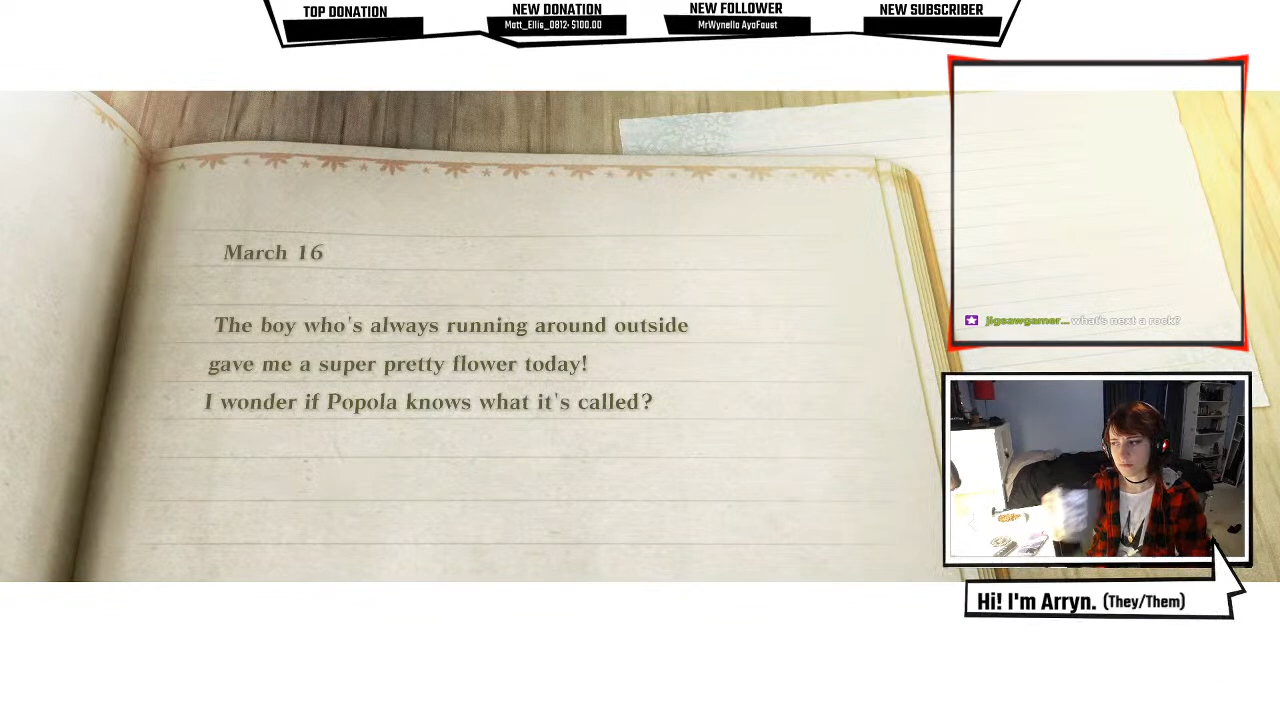 TOP DONATION
NEW DONATION
Matt_Ellis_0812: $100.00
NEW FOLLOWER
MrWynello AyoFaust
NEW SUBSCRIBER
March 16
The boy who's always running around outside
gave me a super pretty flower today!
I wonder if Popola knows what it's called?
jigsawgamer... what's next a rock?
Hi! I'm Arryn. (They/Them)